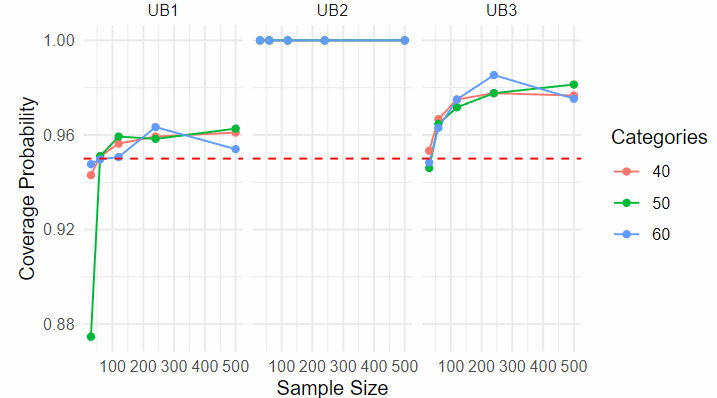 UB1 UB2 UB3
1.00
0.96
0.92
0.88
Coverage Probability
100 200 300 400 500 100 200 300 400 500 100 200 300 400 500
Sample Size
Categories
40
50
60